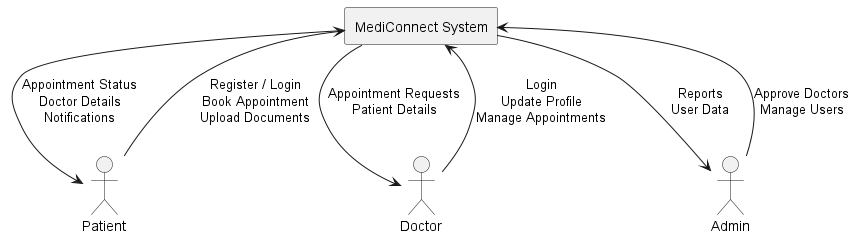 MediConnect System
Appointment Status
Doctor Details
Notifications
Register / Login
Book Appointment
Upload Documents
Appointment Requests
Patient Details
Login
Update Profile
Manage Appointments
Reports
User Data
Approve Doctors
Manage Users
Patient
Doctor
Admin